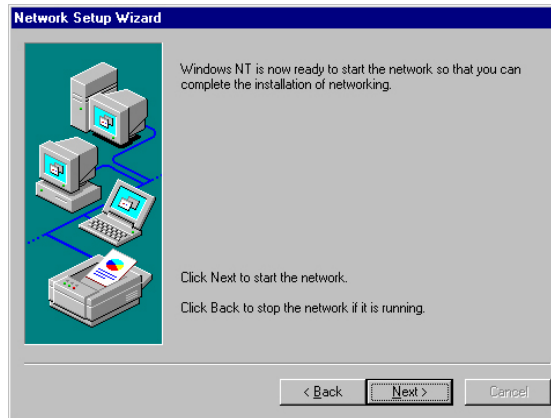 Network Setup Wizard
Windows NT is now ready to start the network so that you can
complete the installation of networking.
Click Next to start the network.
Click Back to stop the network if it is running.
< Back
Next >
Cancel